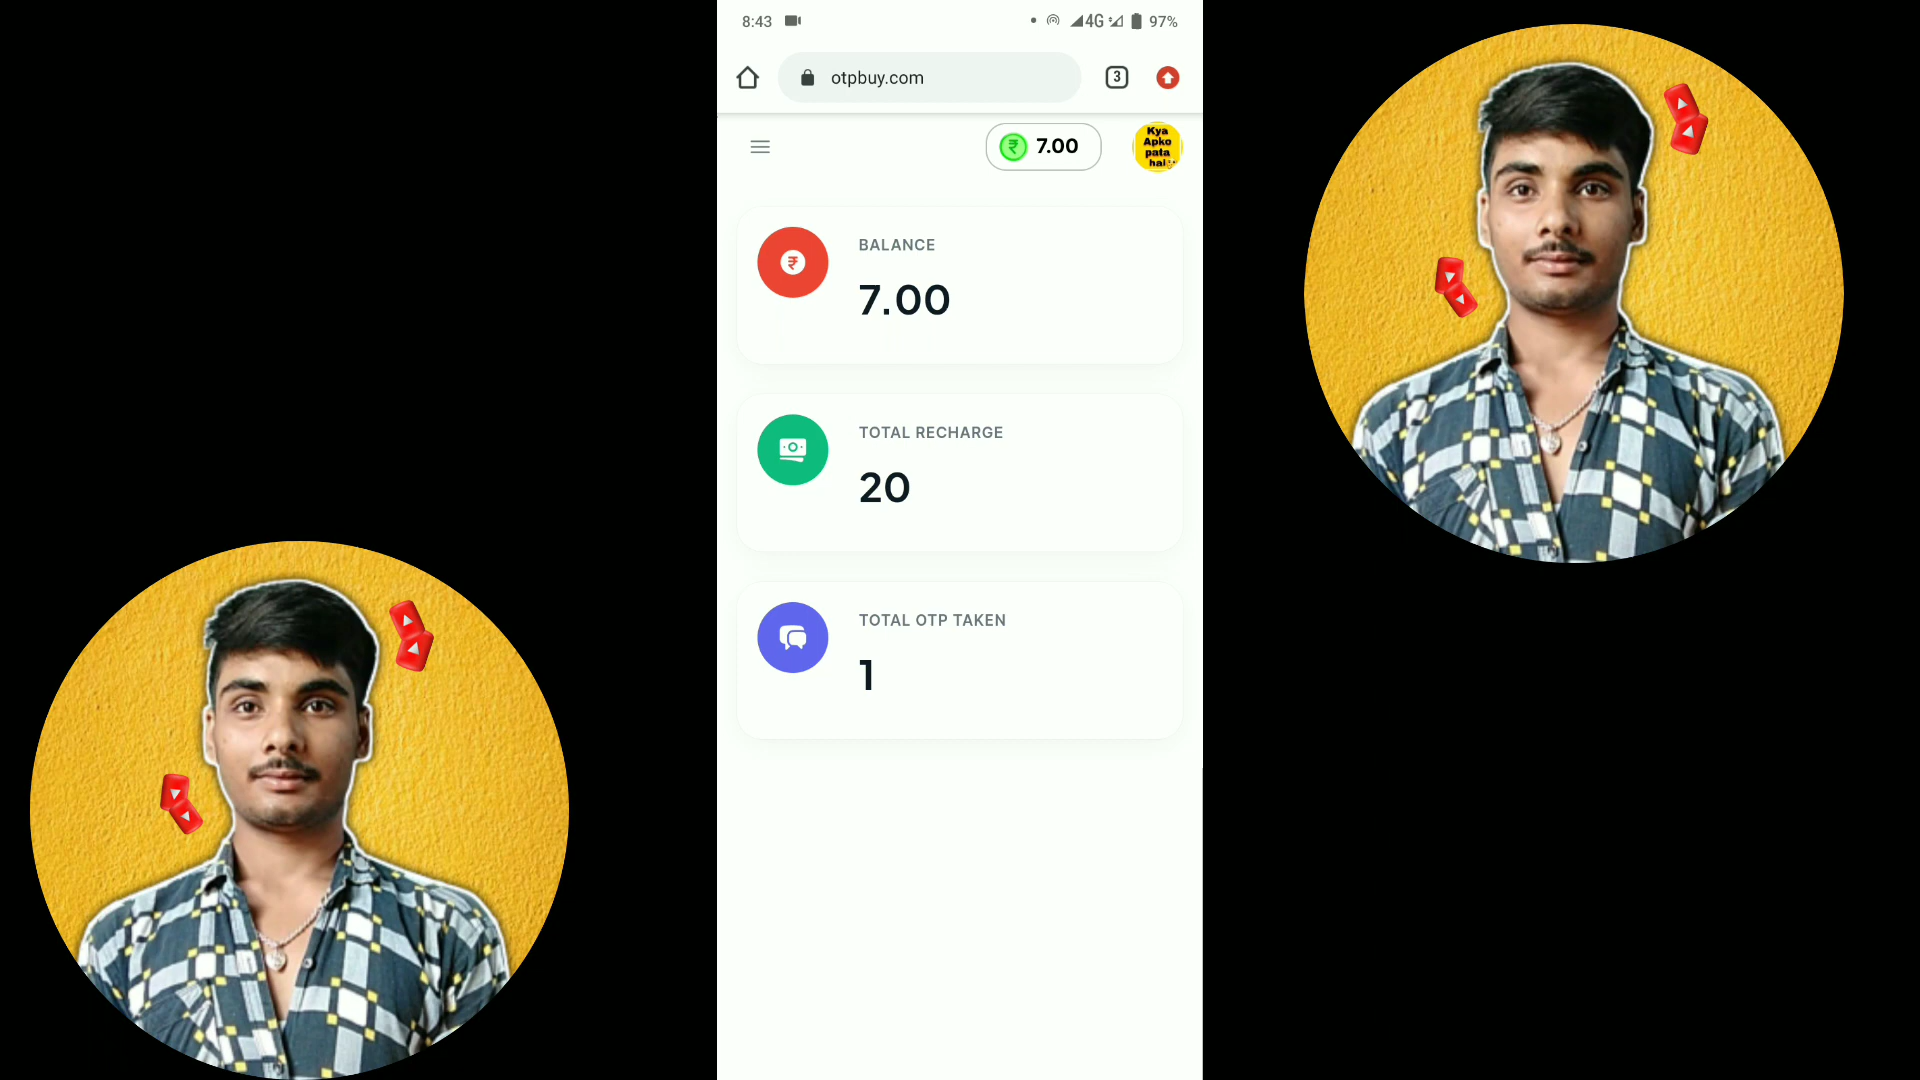 8:43
4G
97%
otpbuy.com
3
₹ 7.00
Kya
Apko
pata
hai
₹
BALANCE
7.00
TOTAL RECHARGE
20
TOTAL OTP TAKEN
1